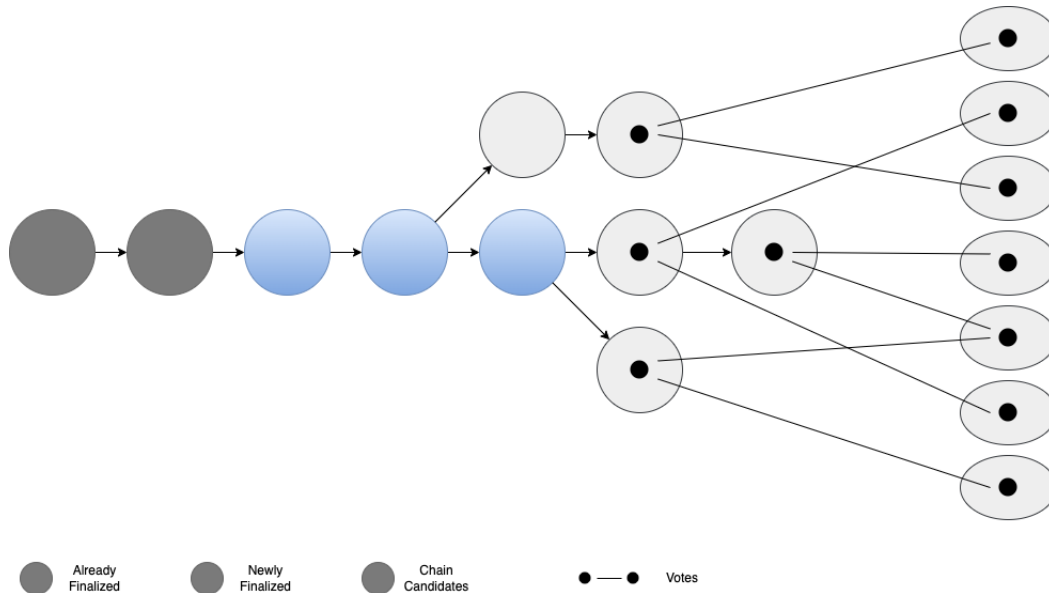 Already
Finalized
Newly
Finalized
Chain
Candidates
Votes